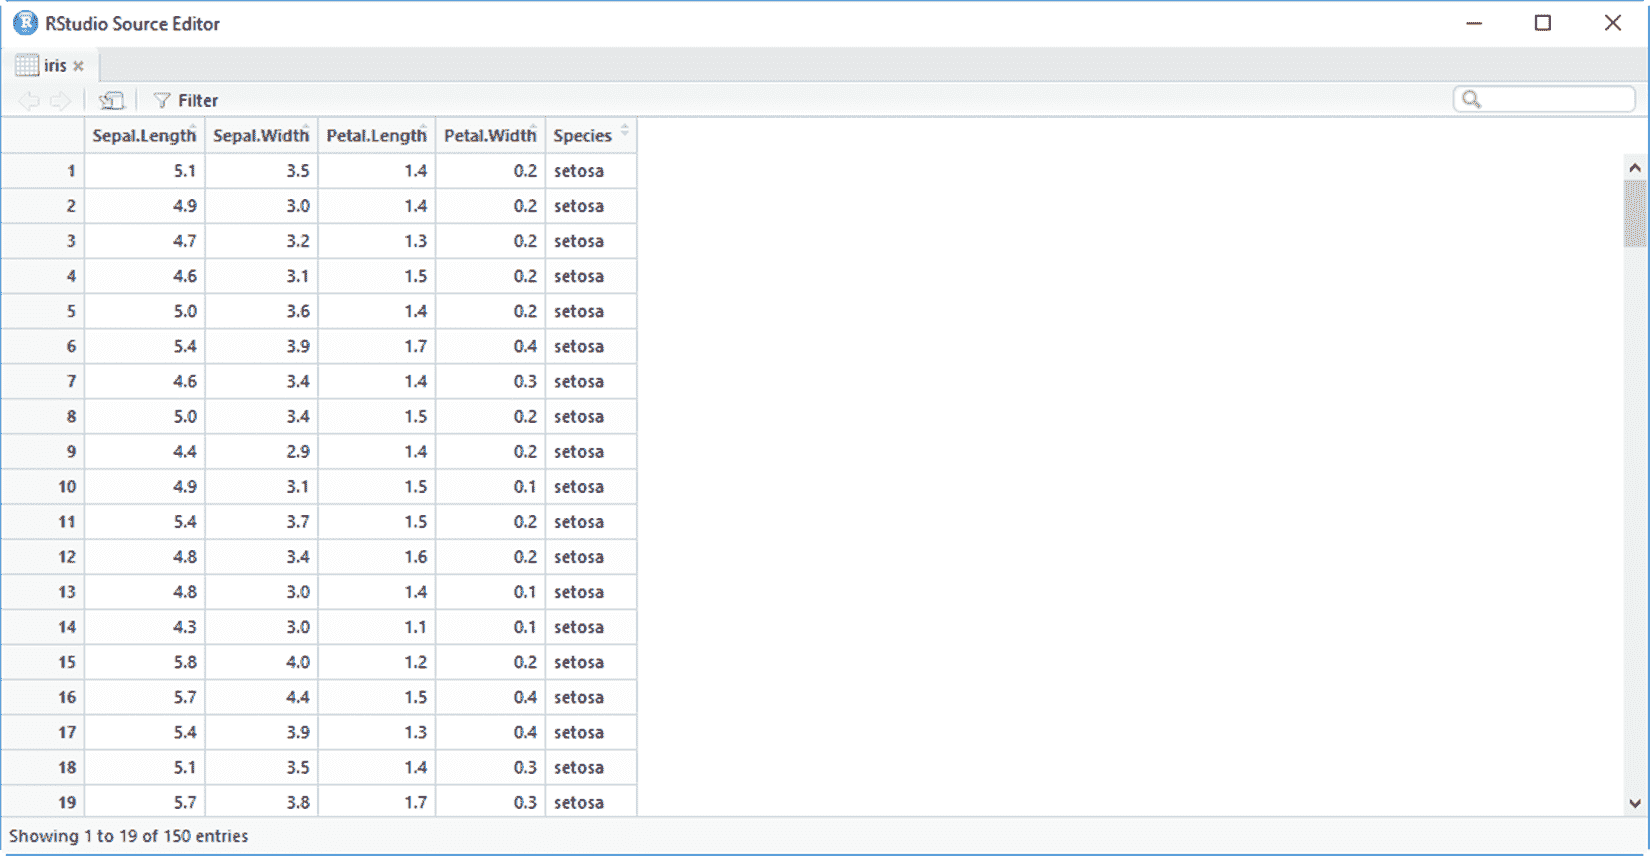 RStudio Source Editor
iris
Filter
Sepal.Length Sepal.Width Petal.Length Petal.Width Species
1 5.1 3.5 1.4 0.2 setosa
2 4.9 3.0 1.4 0.2 setosa
3 4.7 3.2 1.3 0.2 setosa
4 4.6 3.1 1.5 0.2 setosa
5 5.0 3.6 1.4 0.2 setosa
6 5.4 3.9 1.7 0.4 setosa
7 4.6 3.4 1.4 0.3 setosa
8 5.0 3.4 1.5 0.2 setosa
9 4.4 2.9 1.4 0.2 setosa
10 4.9 3.1 1.5 0.1 setosa
11 5.4 3.7 1.5 0.2 setosa
12 4.8 3.4 1.6 0.2 setosa
13 4.8 3.0 1.4 0.1 setosa
14 4.3 3.0 1.1 0.1 setosa
15 5.8 4.0 1.2 0.2 setosa
16 5.7 4.4 1.5 0.4 setosa
17 5.4 3.9 1.3 0.4 setosa
18 5.1 3.5 1.4 0.3 setosa
19 5.7 3.8 1.7 0.3 setosa
Showing 1 to 19 of 150 entries